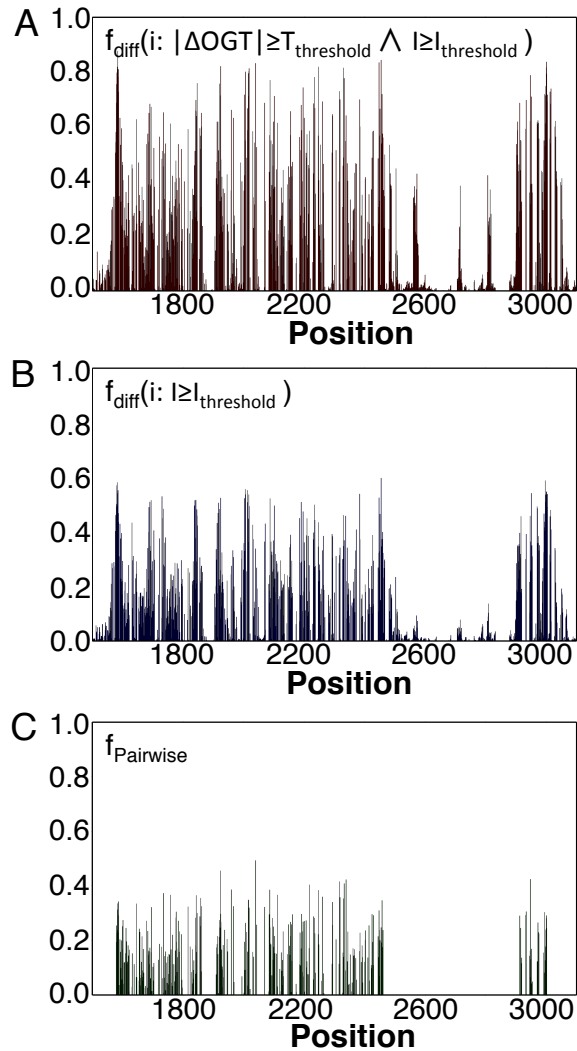 A
f_diff(i: |ΔOGT|≥T_threshold ∧ I≥I_threshold )
1.0
0.8
0.6
0.4
0.2
0.0
1800 2200 2600 3000
Position
B
f_diff(i: I≥I_threshold )
1.0
0.8
0.6
0.4
0.2
0.0
1800 2200 2600 3000
Position
C
f_Pairwise
1.0
0.8
0.6
0.4
0.2
0.0
1800 2200 2600 3000
Position